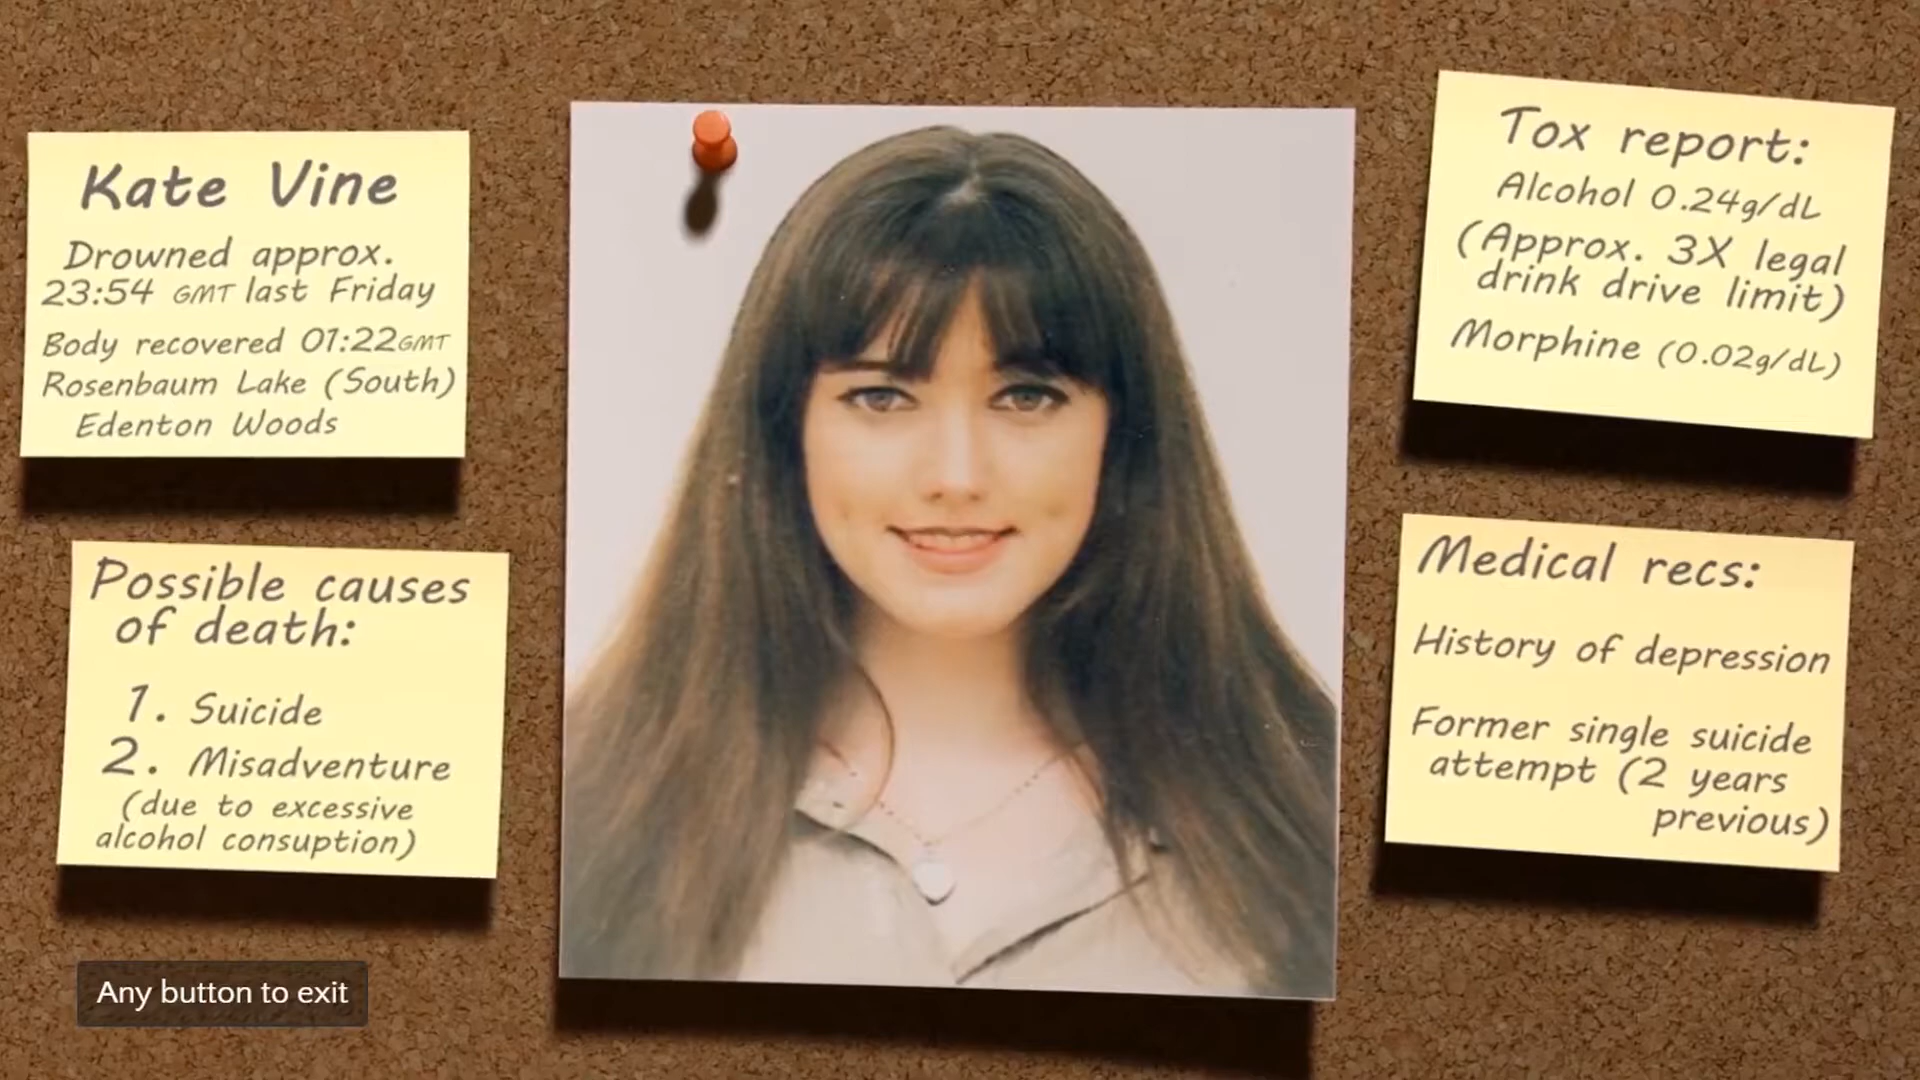 Kate Vine
Drowned approx.
23:54 GMT last Friday
Body recovered 01:22GMT
Rosenbaum Lake (South)
Edenton Woods
Possible causes
of death:
1. Suicide
2. Misadventure
(due to excessive
alcohol consuption)
Tox report:
Alcohol 0.24g/dL
(Approx. 3X legal
drink drive limit)
Morphine (0.02g/dL)
Medical recs:
History of depression
Former single suicide
attempt (2 years
previous)
Any button to exit